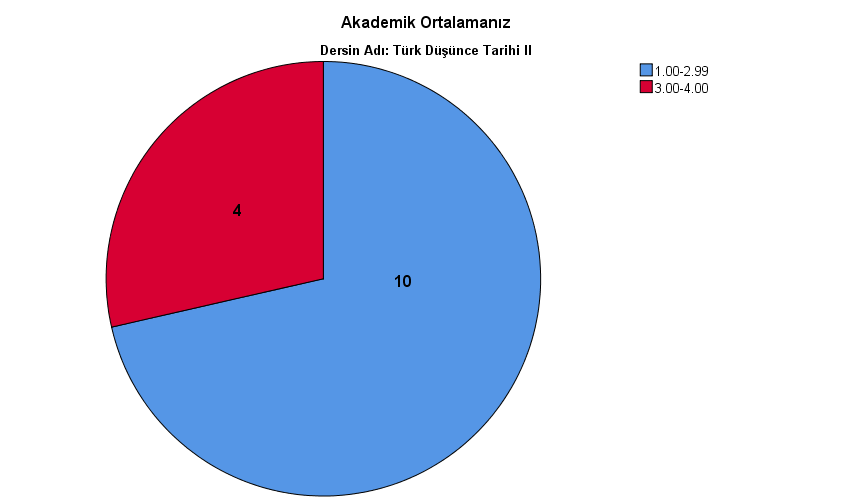 Akademik Ortalamanız
Dersin Adı: Türk Düşünce Tarihi II
1.00-2.99
3.00-4.00
4
10